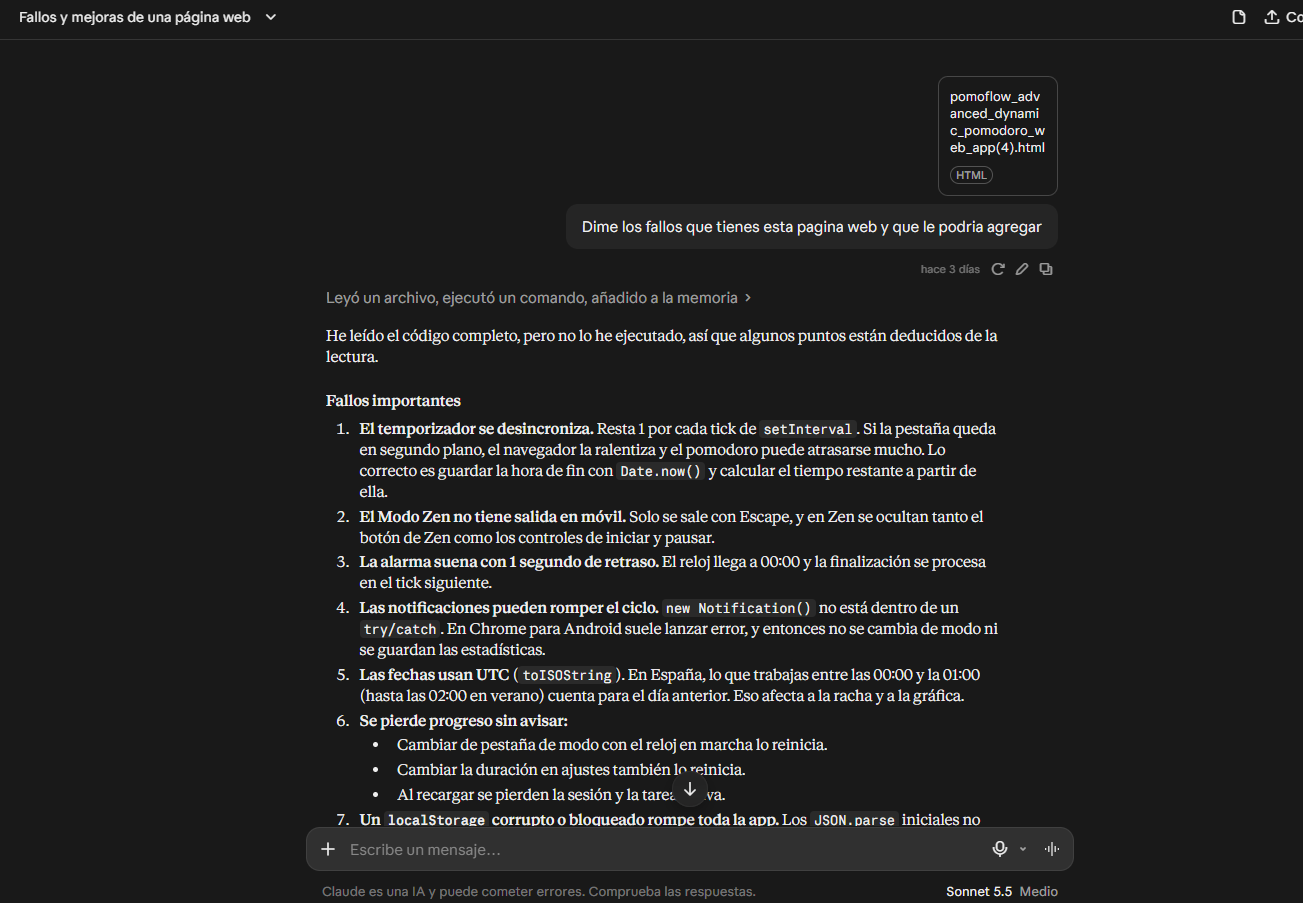 Fallos y mejoras de una página web
Co
pomoflow_adv
anced_dynami
c_pomodoro_w
eb_app(4).html
HTML
Dime los fallos que tienes esta pagina web y que le podria agregar
hace 3 días
Leyó un archivo, ejecutó un comando, añadido a la memoria
He leído el código completo, pero no lo he ejecutado, así que algunos puntos están deducidos de la
lectura.
Fallos importantes
1. El temporizador se desincroniza. Resta 1 por cada tick de setInterval. Si la pestaña queda
en segundo plano, el navegador la ralentiza y el pomodoro puede atrasarse mucho. Lo
correcto es guardar la hora de fin con Date.now() y calcular el tiempo restante a partir de
ella.
2. El Modo Zen no tiene salida en móvil. Solo se sale con Escape, y en Zen se ocultan tanto el
botón de Zen como los controles de iniciar y pausar.
3. La alarma suena con 1 segundo de retraso. El reloj llega a 00:00 y la finalización se procesa
en el tick siguiente.
4. Las notificaciones pueden romper el ciclo. new Notification() no está dentro de un
try/catch. En Chrome para Android suele lanzar error, y entonces no se cambia de modo ni
se guardan las estadísticas.
5. Las fechas usan UTC (toISOString). En España, lo que trabajas entre las 00:00 y la 01:00
(hasta las 02:00 en verano) cuenta para el día anterior. Eso afecta a la racha y a la gráfica.
6. Se pierde progreso sin avisar:
• Cambiar de pestaña de modo con el reloj en marcha lo reinicia.
• Cambiar la duración en ajustes también lo reinicia.
• Al recargar se pierden la sesión y la tarea va.
7. Un localStorage corrupto o bloqueado rompe toda la app. Los JSON.parse iniciales no
Escribe un mensaje…
Claude es una IA y puede cometer errores. Comprueba las respuestas.
Sonnet 5.5 Medio